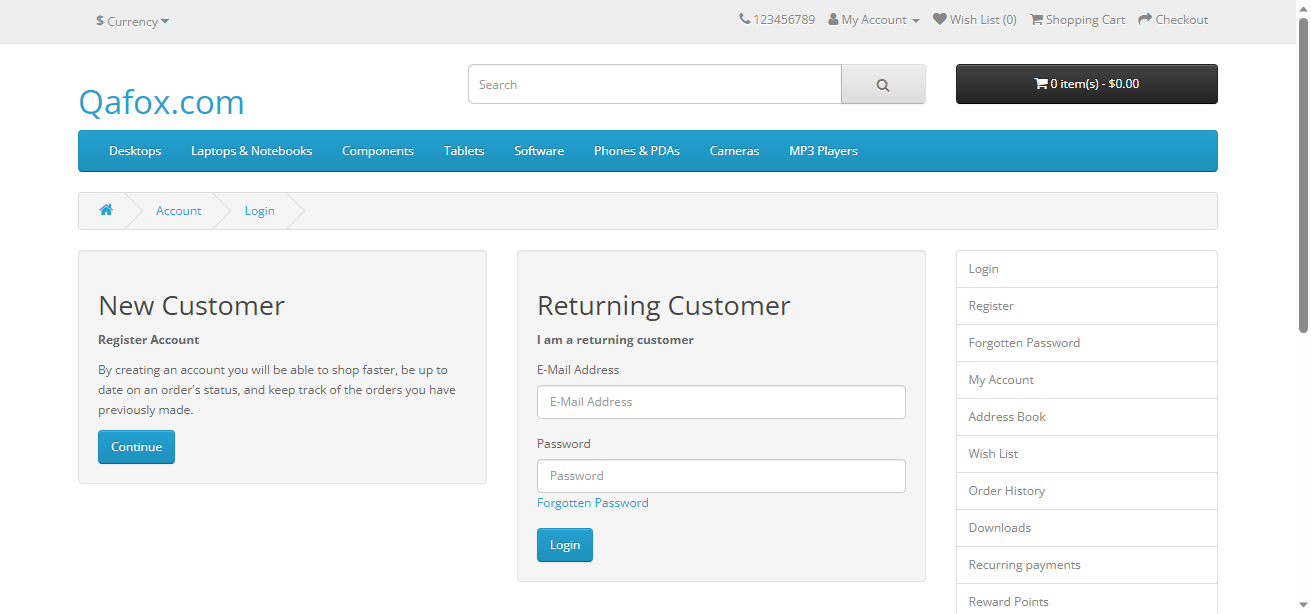 $ Currency
123456789 My Account Wish List (0) Shopping Cart Checkout
Qafox.com
Search
0 item(s) - $0.00
Desktops Laptops & Notebooks Components Tablets Software Phones & PDAs Cameras MP3 Players
Account Login
New Customer
Register Account
By creating an account you will be able to shop faster, be up to
date on an order's status, and keep track of the orders you have
previously made.
Continue
Returning Customer
I am a returning customer
E-Mail Address
E-Mail Address
Password
Password
Forgotten Password
Login
Login
Register
Forgotten Password
My Account
Address Book
Wish List
Order History
Downloads
Recurring payments
Reward Points